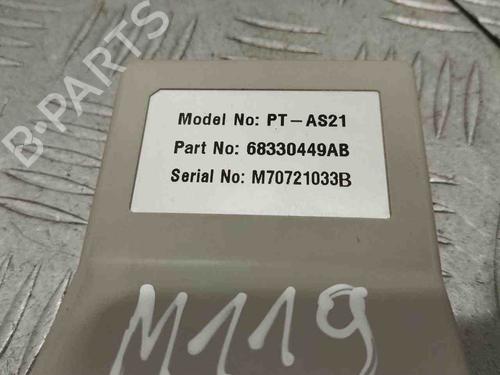 B-PARTS
Model No: PT-AS21
Part No: 68330449AB
Serial No: M70721033B
M119